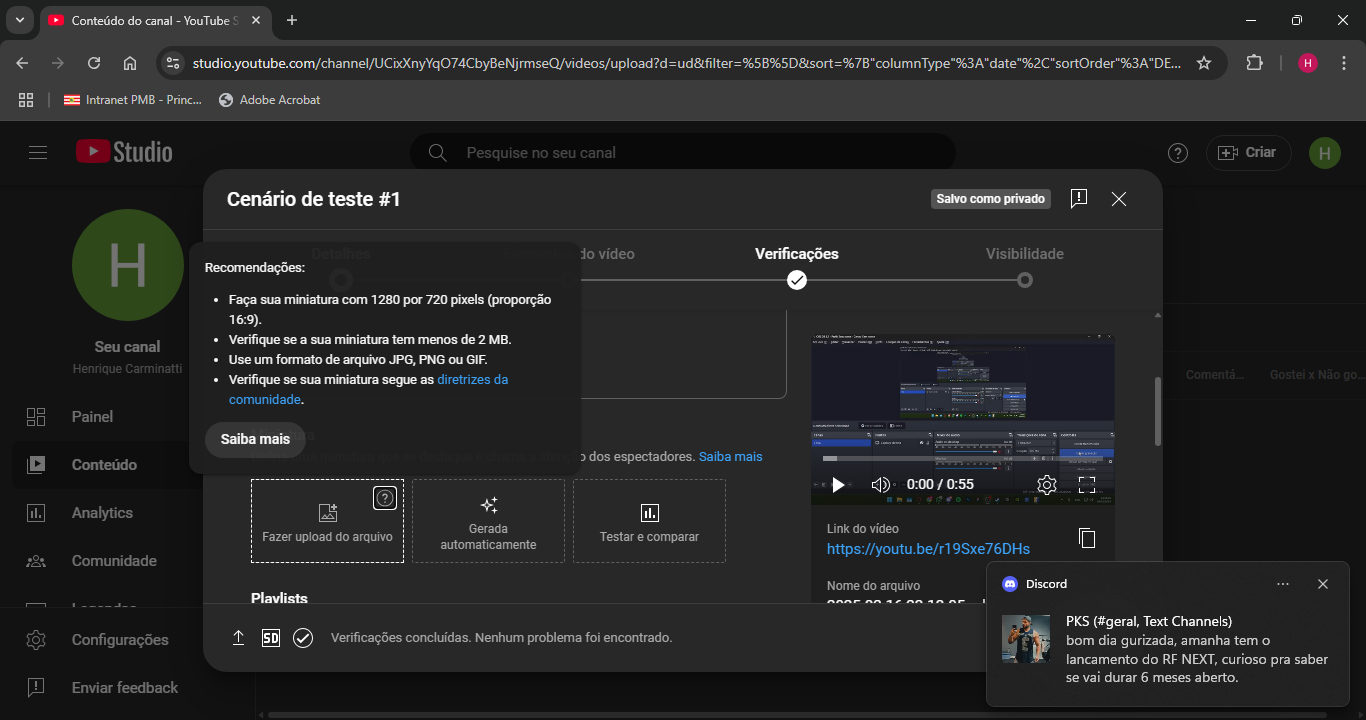 Conteúdo do canal - YouTube S
studio.youtube.com/channel/UCixXnyYqO74CbyBeNjrmseQ/videos/upload?d=ud&filter=%5B%5D&sort=%7B"columnType"%3A"date"%2C"sortOrder"%3A"DE...
H
Intranet PMB - Princ...
Adobe Acrobat
Studio
Pesquise no seu canal
Criar
H
Cenário de teste #1
Salvo como privado
H
Seu canal
Henrique Carminatti
Painel
Conteúdo
Analytics
Comunidade
Legendas
Configurações
Enviar feedback
Detalhes
do vídeo
Verificações
Visibilidade
Recomendações:
Faça sua miniatura com 1280 por 720 pixels (proporção
16:9).
Verifique se a sua miniatura tem menos de 2 MB.
Use um formato de arquivo JPG, PNG ou GIF.
Verifique se sua miniatura segue as diretrizes da
comunidade.
Saiba mais
dos espectadores. Saiba mais
Fazer upload do arquivo
Gerada
automaticamente
Testar e comparar
Playlists
0:00 / 0:55
Link do vídeo
https://youtu.be/r19Sxe76DHs
Nome do arquivo
Comentá...
Gostei x Não go...
SD
Verificações concluídas. Nenhum problema foi encontrado.
Discord
PKS (#geral, Text Channels)
bom dia gurizada, amanha tem o
lancamento do RF NEXT, curioso pra saber
se vai durar 6 meses aberto.